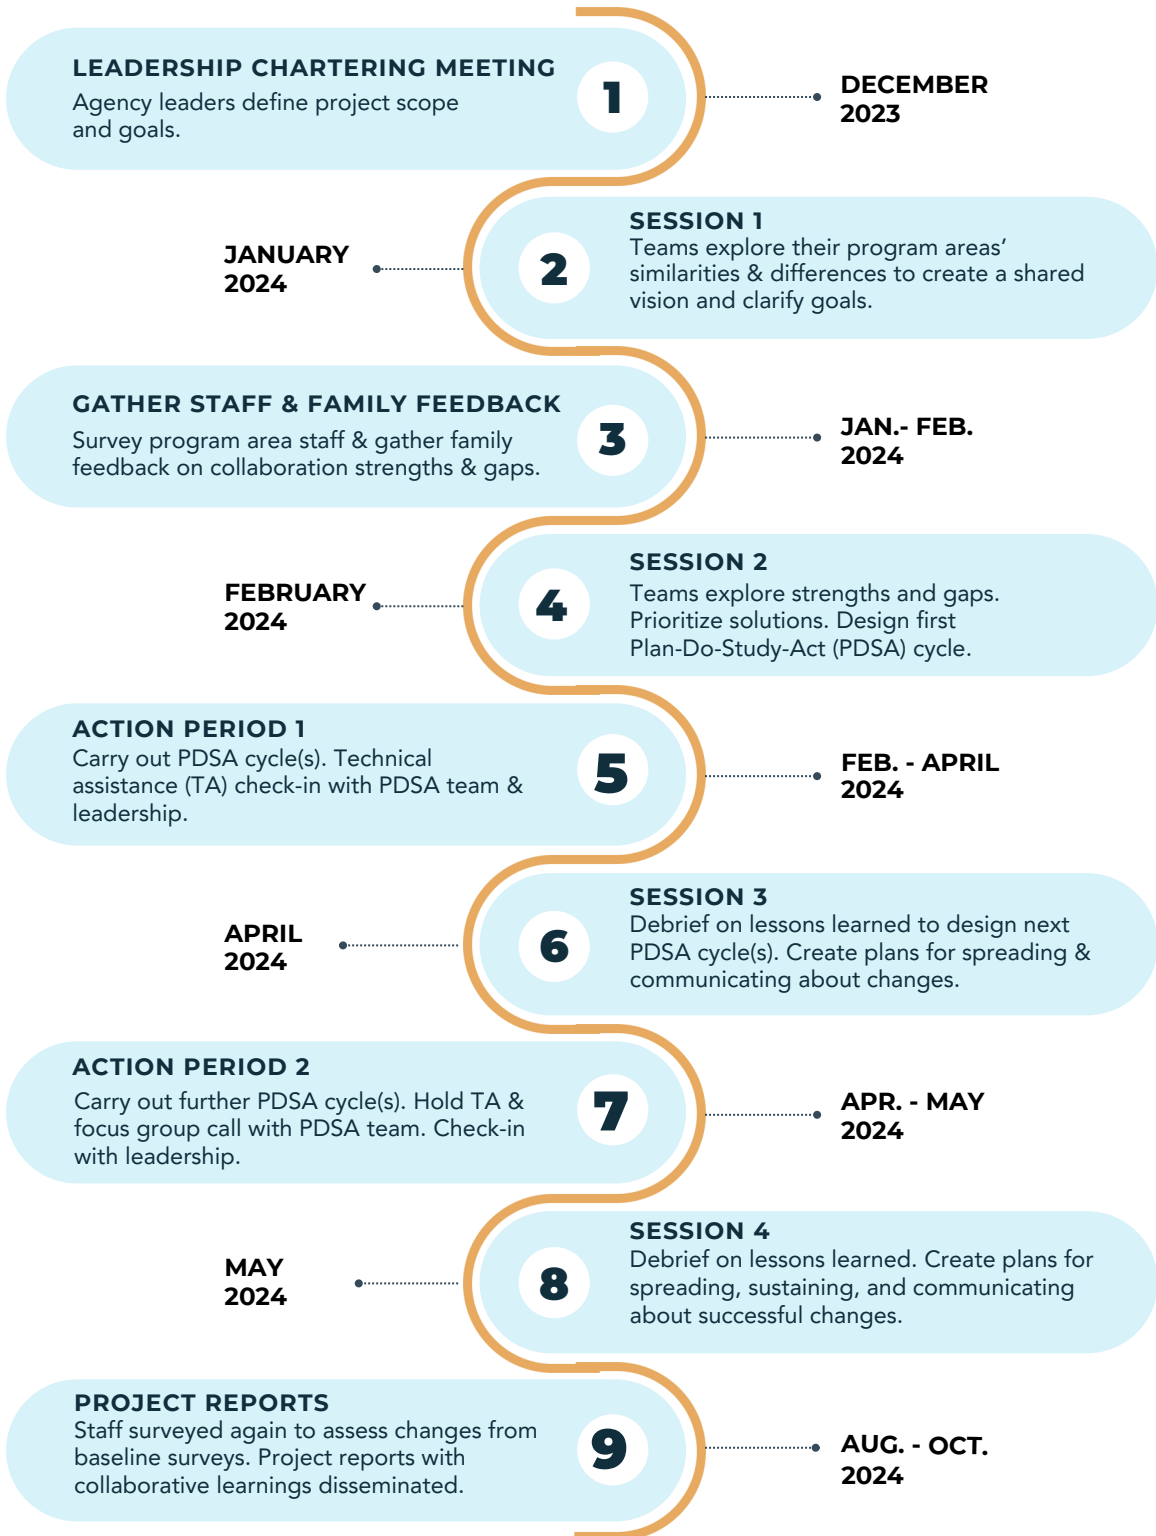 LEADERSHIP CHARTERING MEETING
Agency leaders define project scope
and goals.
1
DECEMBER
2023
JANUARY
2024
2
SESSION 1
Teams explore their program areas’
similarities & differences to create a shared
vision and clarify goals.
GATHER STAFF & FAMILY FEEDBACK
Survey program area staff & gather family
feedback on collaboration strengths & gaps.
3
JAN.- FEB.
2024
FEBRUARY
2024
4
SESSION 2
Teams explore strengths and gaps.
Prioritize solutions. Design first
Plan-Do-Study-Act (PDSA) cycle.
ACTION PERIOD 1
Carry out PDSA cycle(s). Technical
assistance (TA) check-in with PDSA team &
leadership.
5
FEB. - APRIL
2024
APRIL
2024
6
SESSION 3
Debrief on lessons learned to design next
PDSA cycle(s). Create plans for spreading &
communicating about changes.
ACTION PERIOD 2
Carry out further PDSA cycle(s). Hold TA &
focus group call with PDSA team. Check-in
with leadership.
7
APR. - MAY
2024
MAY
2024
8
SESSION 4
Debrief on lessons learned. Create plans for
spreading, sustaining, and communicating
about successful changes.
PROJECT REPORTS
Staff surveyed again to assess changes from
baseline surveys. Project reports with
collaborative learnings disseminated.
9
AUG. - OCT.
2024